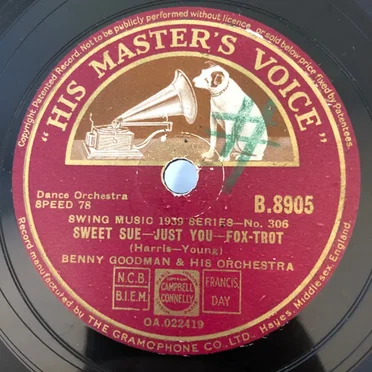 Copyright Patented Record. Not to be publicly performed without licence, or sold below price fixed by Patentees.
"HIS MASTER'S VOICE"
Dance Orchestra
SPEED 78
B.8905
SWING MUSIC 1939 SERIES—No. 306
SWEET SUE—JUST YOU—FOX-TROT
(Harris—Young)
BENNY GOODMAN & HIS ORCHESTRA
N.C.B.
B.I.E.M.
CAMPBELL
CONNELLY
FRANCIS
DAY
OA.022419
Record manufactured by THE GRAMOPHONE CO., LTD., Hayes, Middlesex, England.